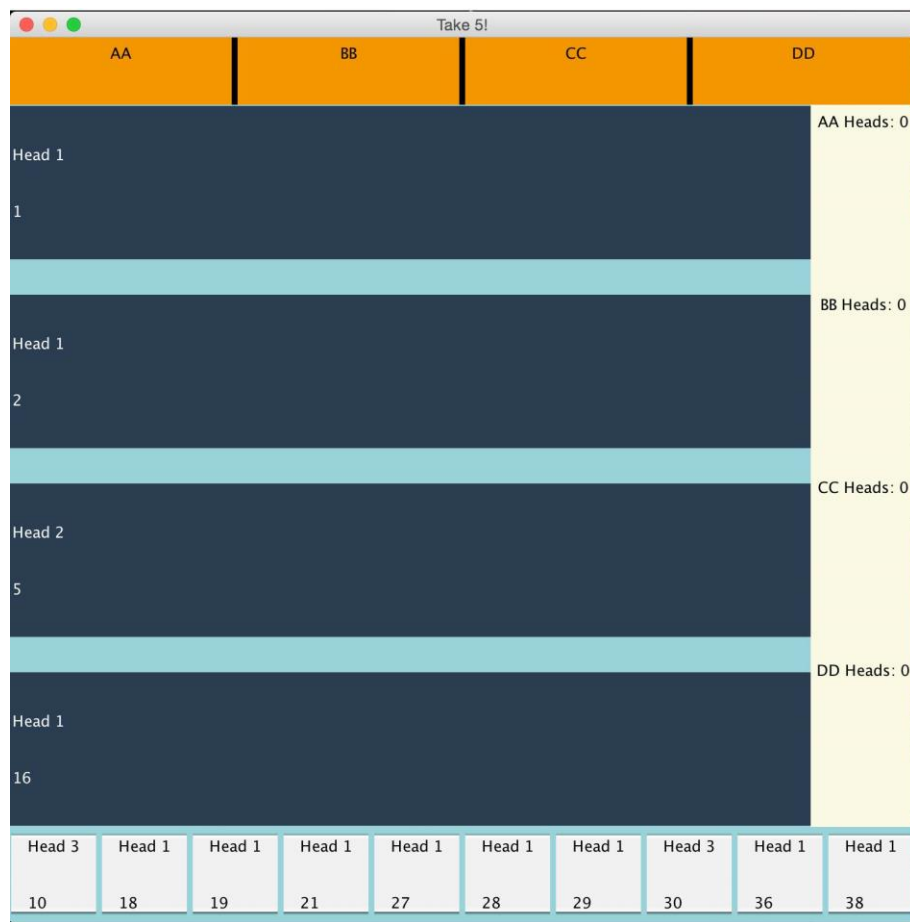 Take 5!
AA BB CC DD
AA Heads: 0
Head 1
1
BB Heads: 0
Head 1
2
CC Heads: 0
Head 2
5
DD Heads: 0
Head 1
16
Head 3 Head 1 Head 1 Head 1 Head 1 Head 1 Head 1 Head 3 Head 1 Head 1
10 18 19 21 27 28 29 30 36 38